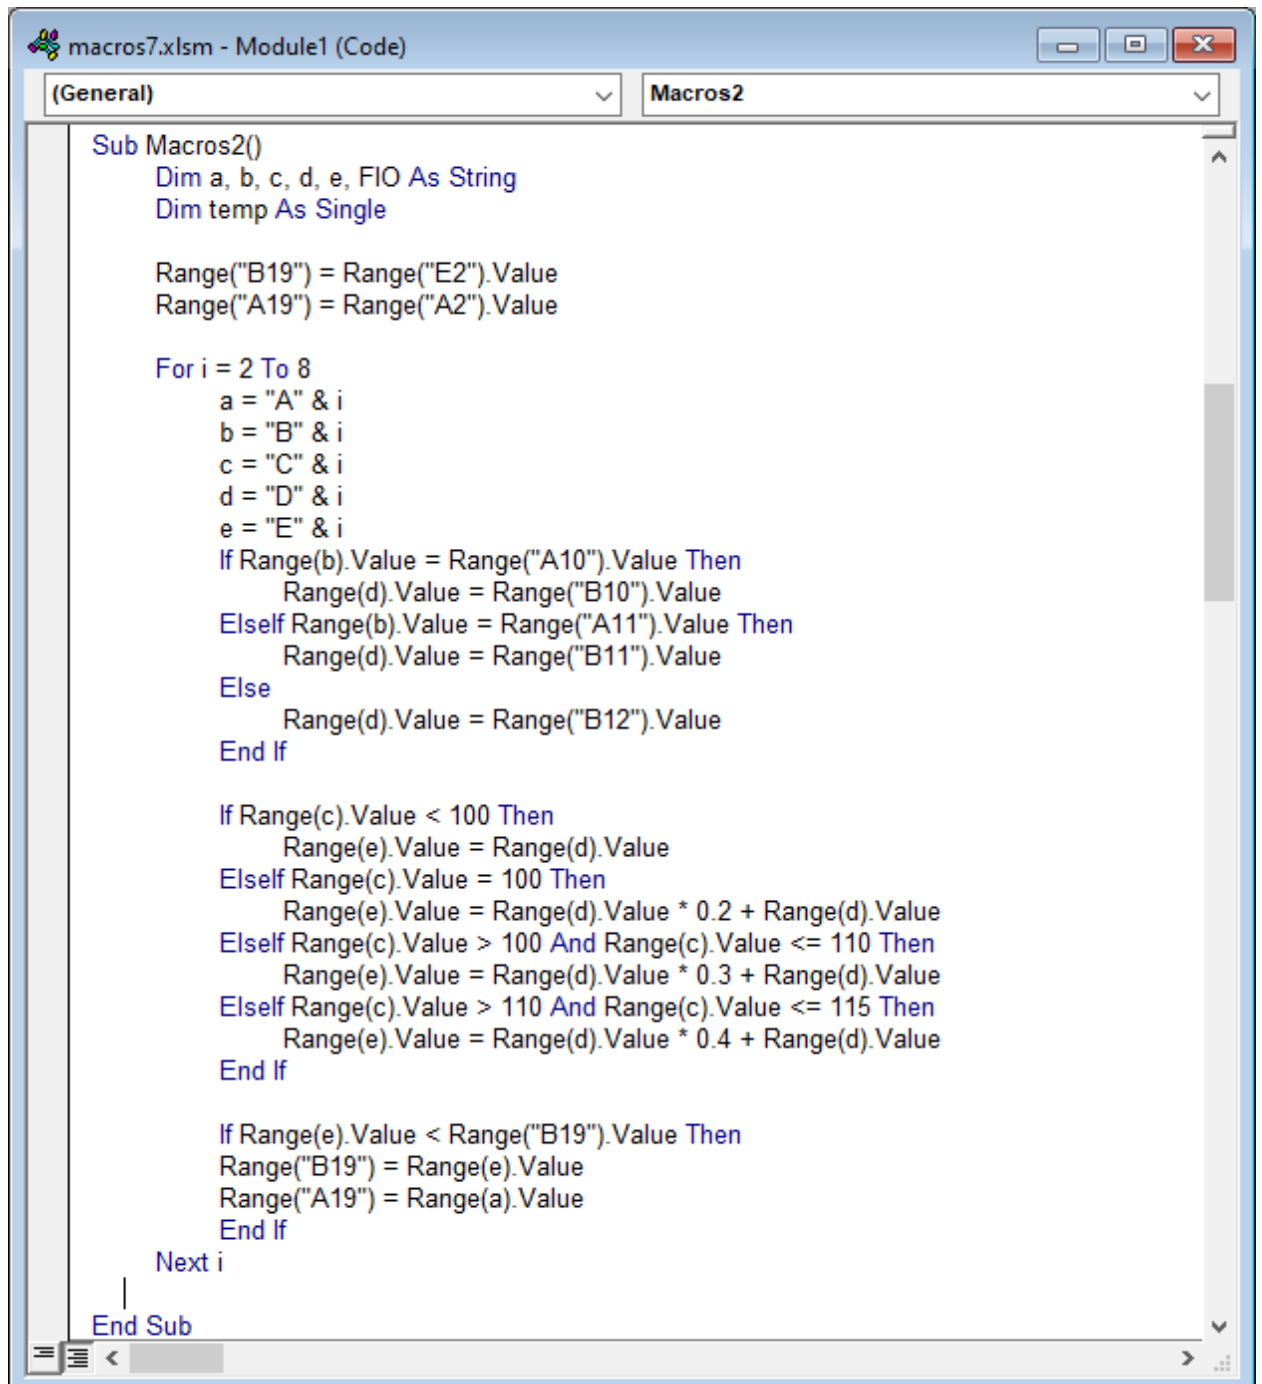 macros7.xlsm - Module1 (Code)
(General) Macros2
Sub Macros2()
Dim a, b, c, d, e, FIO As String
Dim temp As Single
Range("B19") = Range("E2").Value
Range("A19") = Range("A2").Value
For i = 2 To 8
a = "A" & i
b = "B" & i
c = "C" & i
d = "D" & i
e = "E" & i
If Range(b).Value = Range("A10").Value Then
Range(d).Value = Range("B10").Value
ElseIf Range(b).Value = Range("A11").Value Then
Range(d).Value = Range("B11").Value
Else
Range(d).Value = Range("B12").Value
End If
If Range(c).Value < 100 Then
Range(e).Value = Range(d).Value
ElseIf Range(c).Value = 100 Then
Range(e).Value = Range(d).Value * 0.2 + Range(d).Value
ElseIf Range(c).Value > 100 And Range(c).Value <= 110 Then
Range(e).Value = Range(d).Value * 0.3 + Range(d).Value
ElseIf Range(c).Value > 110 And Range(c).Value <= 115 Then
Range(e).Value = Range(d).Value * 0.4 + Range(d).Value
End If
If Range(e).Value < Range("B19").Value Then
Range("B19") = Range(e).Value
Range("A19") = Range(a).Value
End If
Next i
End Sub